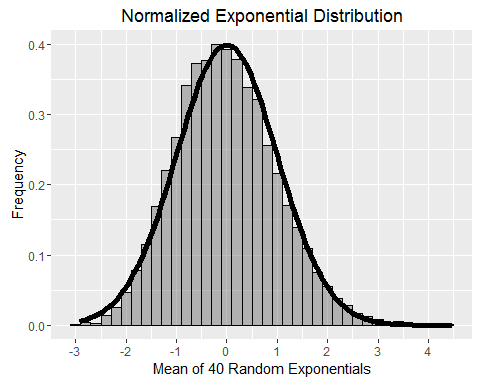 Normalized Exponential Distribution
Frequency
0.4
0.3
0.2
0.1
0.0
-3 -2 -1 0 1 2 3 4
Mean of 40 Random Exponentials